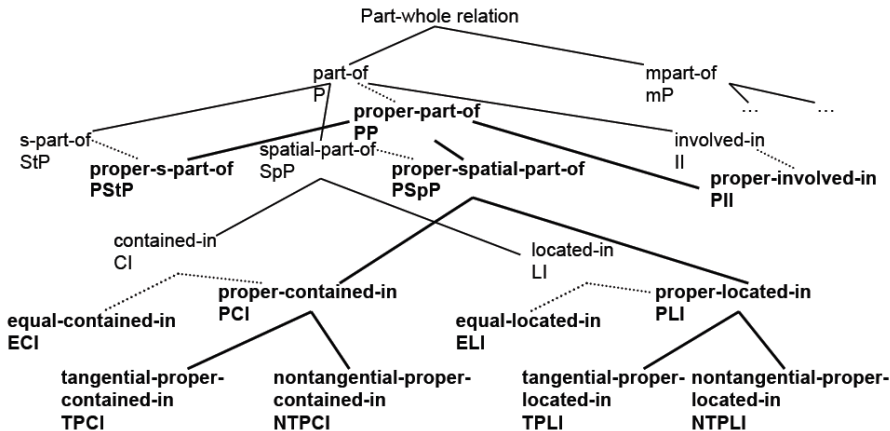 Part-whole relation
part-of
P
mpart-of
mP
proper-part-of
PP
...
...
s-part-of
StP
proper-s-part-of
PStP
spatial-part-of
SpP
proper-spatial-part-of
PSpP
involved-in
II
proper-involved-in
PII
contained-in
CI
located-in
LI
proper-contained-in
PCI
proper-located-in
PLI
equal-contained-in
ECI
equal-located-in
ELI
tangential-proper-
contained-in
TPCI
nontangential-proper-
contained-in
NTPCI
tangential-proper-
located-in
TPLI
nontangential-proper-
located-in
NTPLI